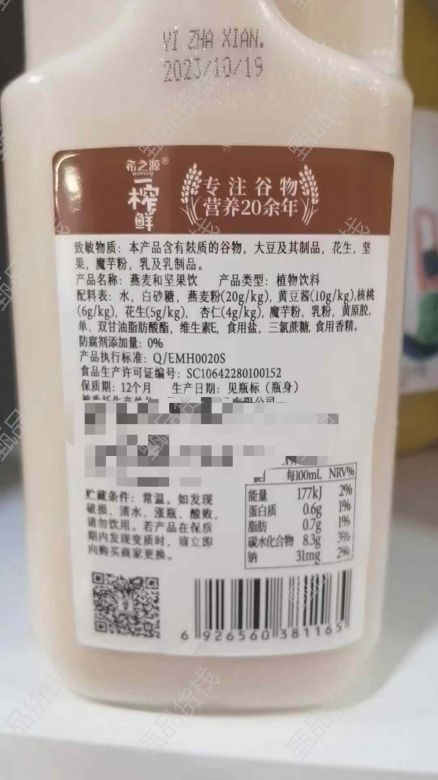 YI ZHA XIAN.
2023/10/19
希之源®
一榨鲜
专注谷物
营养20余年
致敏物质：本产品含有麸质的谷物，大豆及其制品，花生，坚
果，魔芋粉，乳及乳制品。
产品名称：燕麦和坚果饮 产品类型：植物饮料
配料表：水，白砂糖，燕麦粉(20g/kg)，黄豆酱(10g/kg),核桃
(6g/kg)，花生(5g/kg)，杏仁(4g/kg)，魔芋粉，乳粉，黄原胶，
单、双甘油脂肪酸酯，维生素E，食用盐，三氯蔗糖，食用香精。
防腐剂添加量：0%
产品执行标准：Q/EMH0020S
食品生产许可证编号：SC10642280100152
保质期：12个月 生产日期：见瓶标（瓶身）
贮藏条件：常温。如发现
破损、清水、涨瓶、酸败，
请勿饮用。若产品在保质
期内发现变质时，请立即
向购买商家更换。
每100mL NRV%
能量 177kJ 2%
蛋白质 0.6g 1%
脂肪 0.7g 1%
碳水化合物 8.3g 3%
钠 31mg 2%
6 926560 381165
甄品货栈